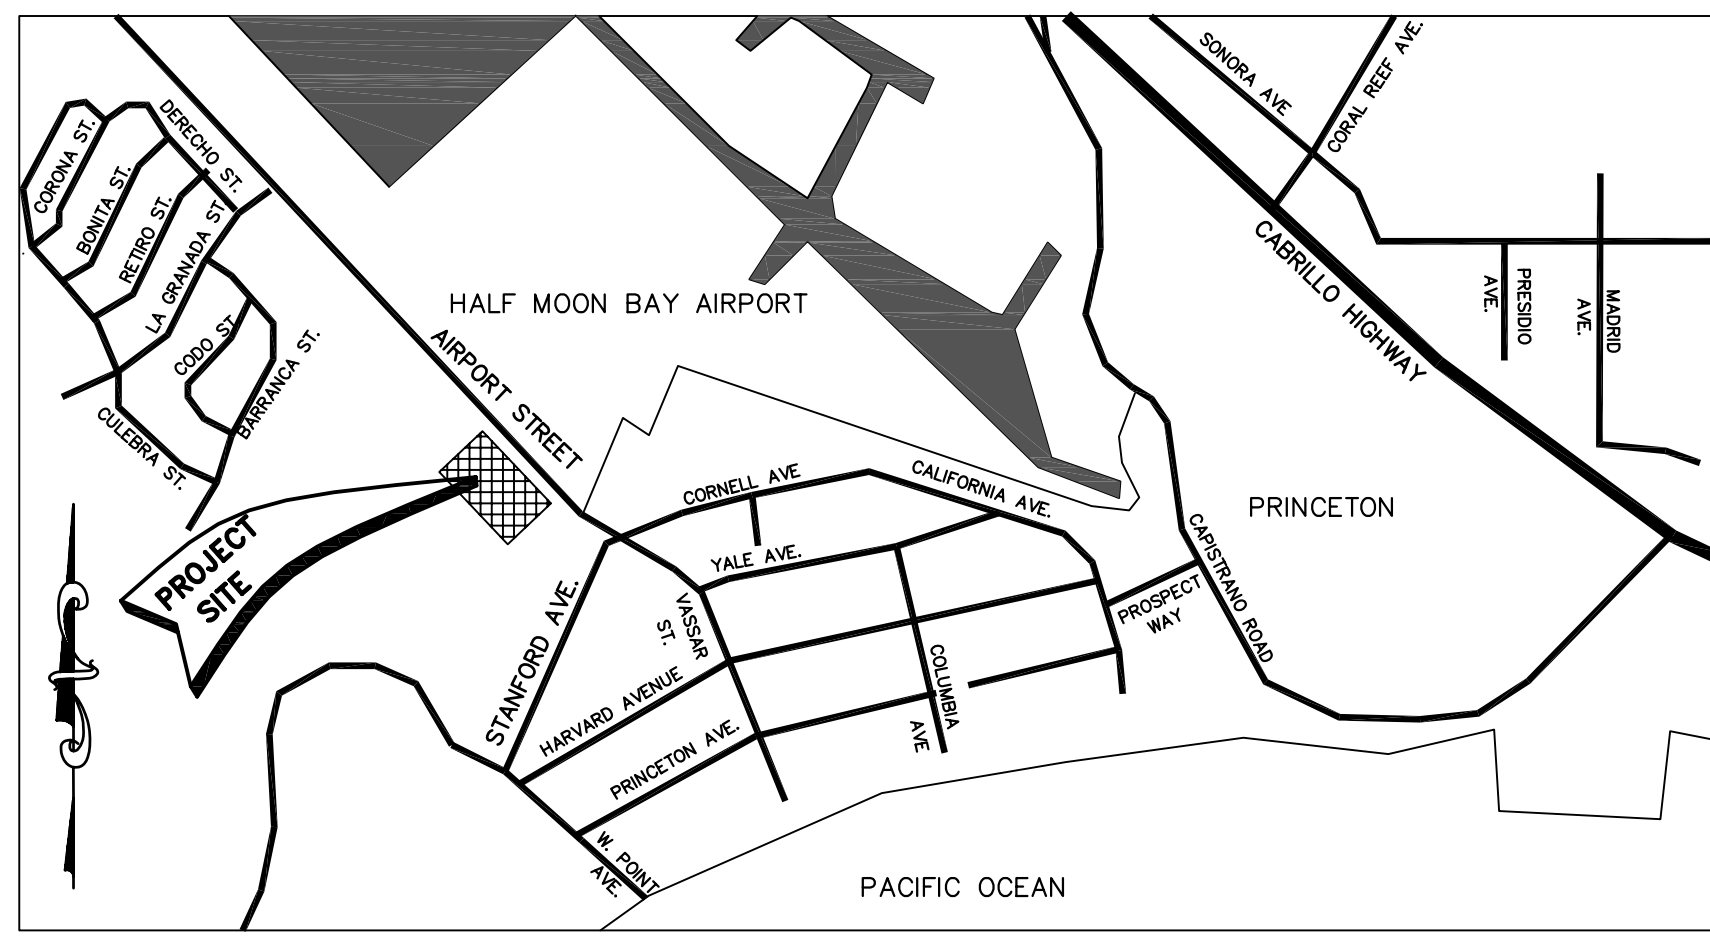 SONORA AVE
CORAL REEF AVE.
DERECHO ST.
CORONA ST.
BONITA ST.
RETIRO ST.
LA GRANADA ST
CODO ST
BARRANCA ST.
CULEBRA ST.
HALF MOON BAY AIRPORT
AIRPORT STREET
CABRILLO HIGHWAY
PRESIDIO
AVE.
MADRID
AVE.
CORNELL AVE
CALIFORNIA AVE.
PRINCETON
YALE AVE.
CAPISTRANO ROAD
PROSPECT
WAY
PROJECT
SITE
STANFORD AVE.
VASSAR
ST.
HARVARD AVENUE
COLUMBIA
AVE
PRINCETON AVE.
W. POINT
AVE.
PACIFIC OCEAN